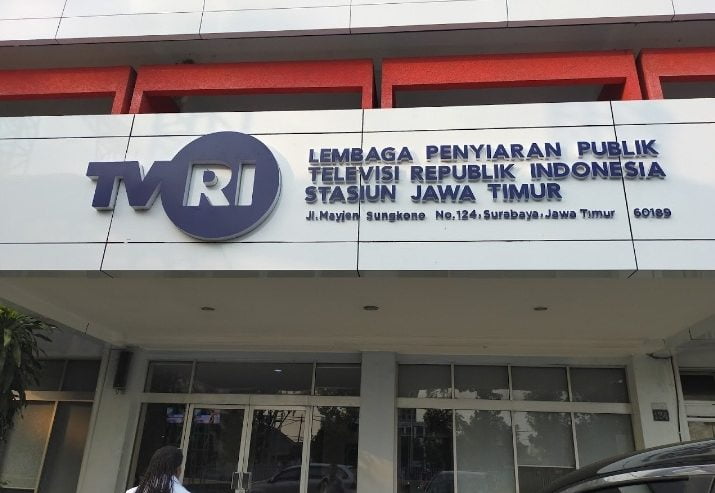 TVRI
LEMBAGA PENYIARAN PUBLIK
TELEVISI REPUBLIK INDONESIA
STASIUN JAWA TIMUR
Jl. Mayjen Sungkono No. 124, Surabaya, Jawa Timur 60189